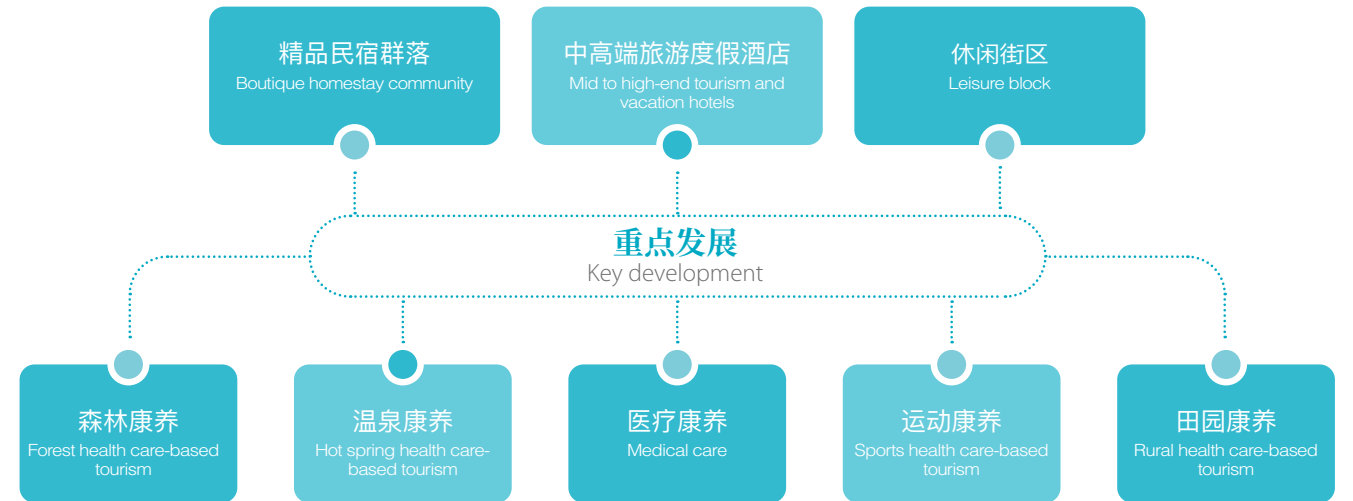 精品民宿群落
Boutique homestay community
中高端旅游度假酒店
Mid to high-end tourism and
vacation hotels
休闲街区
Leisure block
重点发展
Key development
森林康养
Forest health care-based
tourism
温泉康养
Hot spring health care-
based tourism
医疗康养
Medical care
运动康养
Sports health care-based
tourism
田园康养
Rural health care-based
tourism